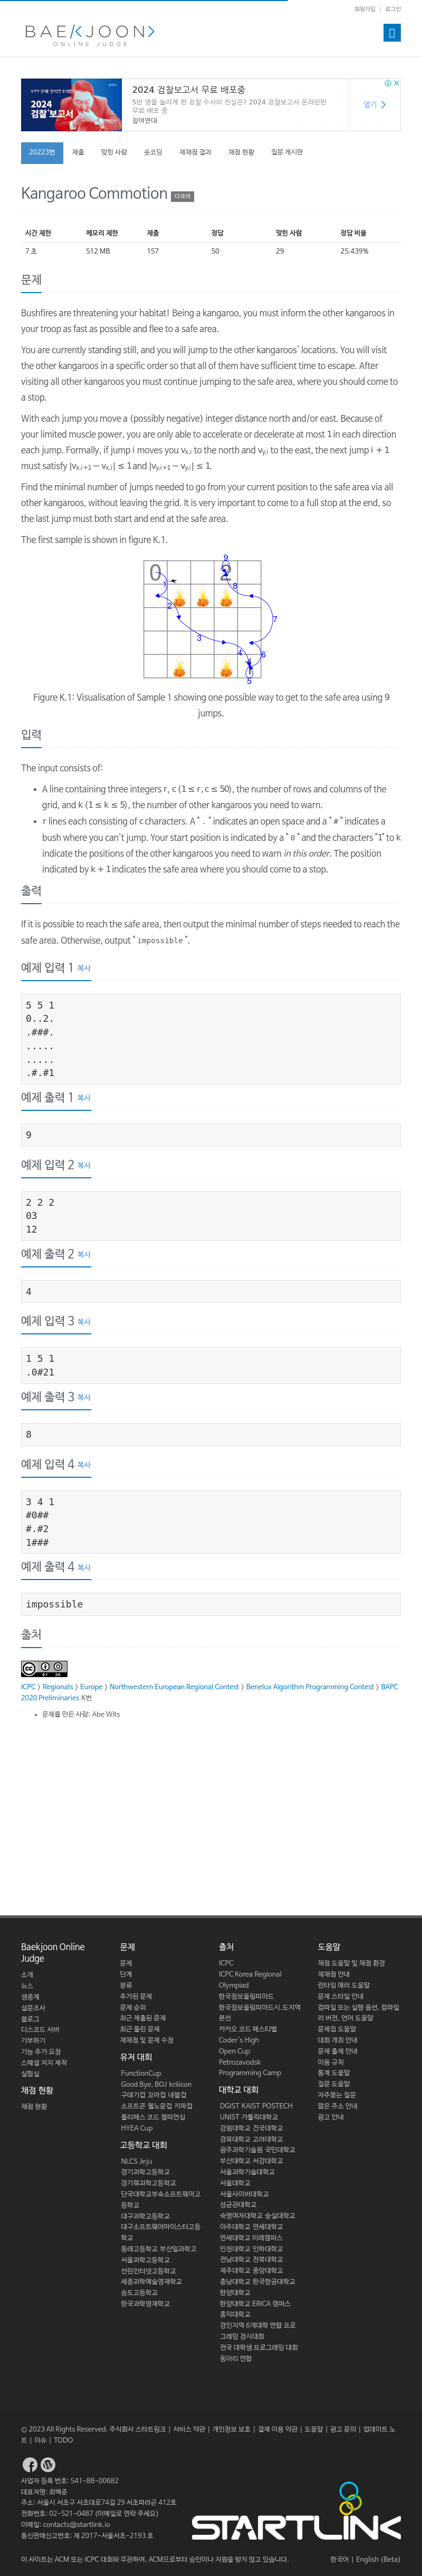 회원가입 | 로그인
BAEKJOON>
ONLINE JUDGE
2024 검찰보고서 무료 배포중
5만 명을 놀라게 한 검찰 수사의 진실은? 2024 검찰보고서 온라인판
무료 배포 중
참여연대
열기
2024
검찰+보고서
20223번 제출 맞힌 사람 숏코딩 재채점 결과 채점 현황 질문 게시판
Kangaroo Commotion 다국어
시간 제한 메모리 제한 제출 정답 맞힌 사람 정답 비율
7 초 512 MB 157 50 29 25.439%
문제
Bushfires are threatening your habitat! Being a kangaroo, you must inform the other kangaroos in
your troop as fast as possible and flee to a safe area.
You are currently standing still, and you will jump to the other kangaroos' locations. You will visit
the other kangaroos in a specific order so that all of them have sufficient time to escape. After
visiting all other kangaroos you must continue jumping to the safe area, where you should come to
a stop.
With each jump you move a (possibly negative) integer distance north and/or east. Because of
your limited muscle power, you are only able to accelerate or decelerate at most 1 in each direction
each jump. Formally, if jump i moves you vx,i to the north and vy,i to the east, the next jump i + 1
must satisfy |vx,i+1 − vx,i| ≤ 1 and |vy,i+1 − vy,i| ≤ 1.
Find the minimal number of jumps needed to go from your current position to the safe area via all
other kangaroos, without leaving the grid. It is very important to come to a full stop at the end, so
the last jump must both start and end at the safe area.
The first sample is shown in figure K.1.
9
0 2
1 8
2
7
3
4 6
1
5
Figure K.1: Visualisation of Sample 1 showing one possible way to get to the safe area using 9
jumps.
입력
The input consists of:
• A line containing three integers r, c (1 ≤ r, c ≤ 50), the number of rows and columns of the
grid, and k (1 ≤ k ≤ 5), the number of other kangaroos you need to warn.
• r lines each consisting of c characters. A "." indicates an open space and a "#" indicates a
bush where you can't jump. Your start position is indicated by a "0" and the characters "1" to k
indicates the positions of the other kangaroos you need to warn in this order. The position
indicated by k + 1 indicates the safe area where you should come to a stop.
출력
If it is possible to reach the safe area, then output the minimal number of steps needed to reach the
safe area. Otherwise, output "impossible".
예제 입력 1 복사
5 5 1
0..2.
.###.
.....
.....
.#.#1
예제 출력 1 복사
9
예제 입력 2 복사
2 2 2
03
12
예제 출력 2 복사
4
예제 입력 3 복사
1 5 1
.0#21
예제 출력 3 복사
8
예제 입력 4 복사
3 4 1
#0##
#.#2
1###
예제 출력 4 복사
impossible
출처
ICPC > Regionals > Europe > Northwestern European Regional Contest > Benelux Algorithm Programming Contest > BAPC
2020 Preliminaries K번
• 문제를 만든 사람: Abe Wits
Baekjoon Online
Judge
소개
뉴스
생중계
설문조사
블로그
디스코드 서버
기부하기
기능 추가 요청
스페셜 저지 제작
실험실
채점 현황
채점 현황
문제
문제
단계
분류
추가된 문제
문제 순위
최근 제출된 문제
최근 풀린 문제
재채점 및 문제 수정
유저 대회
FunctionCup
Good Bye, BOJ kriiicon
구데기컵 꼬마컵 네블컵
소프트콘 웰노운컵 키파컵
폴리매스 코드 챔피언십
HYEA Cup
고등학교 대회
NLCS Jeju
경기과학고등학교
경기북과학고등학교
단국대학교부속소프트웨어고
등학교
대구과학고등학교
대구소프트웨어마이스터고등
학교
동래고등학교 부산일과학고
서울과학고등학교
선린인터넷고등학교
세종과학예술영재학교
송도고등학교
한국과학영재학교
출처
ICPC
ICPC Korea Regional
Olympiad
한국정보올림피아드
한국정보올림피아드시.도지역
본선
카카오 코드 페스티벌
Coder's High
Open Cup
Petrozavodsk
Programming Camp
대학교 대회
DGIST KAIST POSTECH
UNIST 가톨릭대학교
강원대학교 건국대학교
경북대학교 고려대학교
광주과학기술원 국민대학교
부산대학교 서강대학교
서울과학기술대학교
서울대학교
서울사이버대학교
성균관대학교
숙명여자대학교 숭실대학교
아주대학교 연세대학교
연세대학교 미래캠퍼스
인천대학교 인하대학교
전남대학교 전북대학교
제주대학교 중앙대학교
충남대학교 한국항공대학교
한양대학교
한양대학교 ERICA 캠퍼스
홍익대학교
경인지역 6개대학 연합 프로
그래밍 경시대회
전국 대학생 프로그래밍 대회
동아리 연합
도움말
채점 도움말 및 채점 환경
재채점 안내
런타임 에러 도움말
문제 스타일 안내
컴파일 또는 실행 옵션, 컴파일
러 버전, 언어 도움말
문제집 도움말
대회 개최 안내
문제 출제 안내
이용 규칙
통계 도움말
질문 도움말
자주묻는 질문
짧은 주소 안내
광고 안내
© 2023 All Rights Reserved. 주식회사 스타트링크 | 서비스 약관 | 개인정보 보호 | 결제 이용 약관 | 도움말 | 광고 문의 | 업데이트 노
트 | 이슈 | TODO
사업자 등록 번호: 541-88-00682
대표자명: 최백준
주소: 서울시 서초구 서초대로74길 29 서초파라곤 412호
전화번호: 02-521-0487 (이메일로 연락 주세요)
이메일: contacts@startlink.io
통신판매신고번호: 제 2017-서울서초-2193 호
STARTLINK
이 사이트는 ACM 또는 ICPC 대회와 무관하며, ACM으로부터 승인이나 지원을 받지 않고 있습니다.
한국어 | English (Beta)